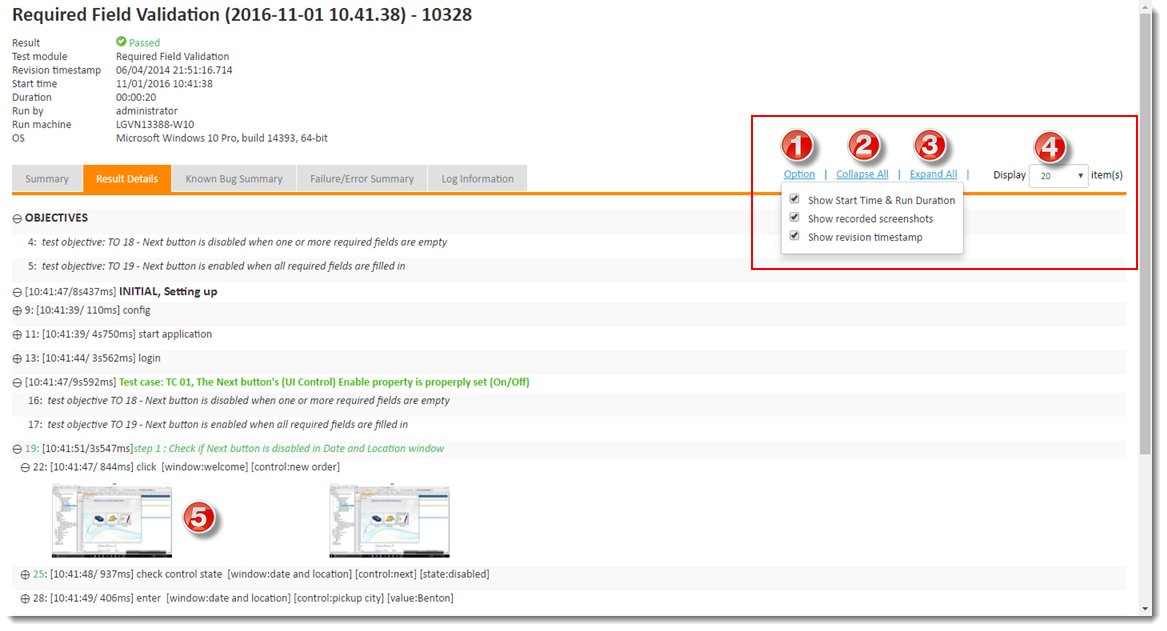 Required Field Validation (2016-11-01 10.41.38) - 10328
Result Passed
Test module Required Field Validation
Revision timestamp 06/04/2014 21:51:16.714
Start time 11/01/2016 10:41:38
Duration 00:00:20
Run by administrator
Run machine LGVN13388-W10
OS Microsoft Windows 10 Pro, build 14393, 64-bit
1 2 3 4
Summary Result Details Known Bug Summary Failure/Error Summary Log Information
Option | Collapse All | Expand All | Display 20 item(s)
Show Start Time & Run Duration
Show recorded screenshots
Show revision timestamp
OBJECTIVES
4: test objective: TO 18 - Next button is disabled when one or more required fields are empty
5: test objective: TO 19 - Next button is enabled when all required fields are filled in
[10:41:47/8s437ms] INITIAL, Setting up
9: [10:41:39/ 110ms] config
11: [10:41:39/ 4s750ms] start application
13: [10:41:44/ 3s562ms] login
[10:41:47/9s592ms] Test case: TC 01, The Next button's (UI Control) Enable property is properply set (On/Off)
16: test objective TO 18 - Next button is disabled when one or more required fields are empty
17: test objective TO 19 - Next button is enabled when all required fields are filled in
19: [10:41:51/3s547ms]step 1 : Check if Next button is disabled in Date and Location window
22: [10:41:47/ 844ms] click [window:welcome] [control:new order]
5
25: [10:41:48/ 937ms] check control state [window:date and location] [control:next] [state:disabled]
28: [10:41:49/ 406ms] enter [window:date and location] [control:pickup city] [value:Benton]